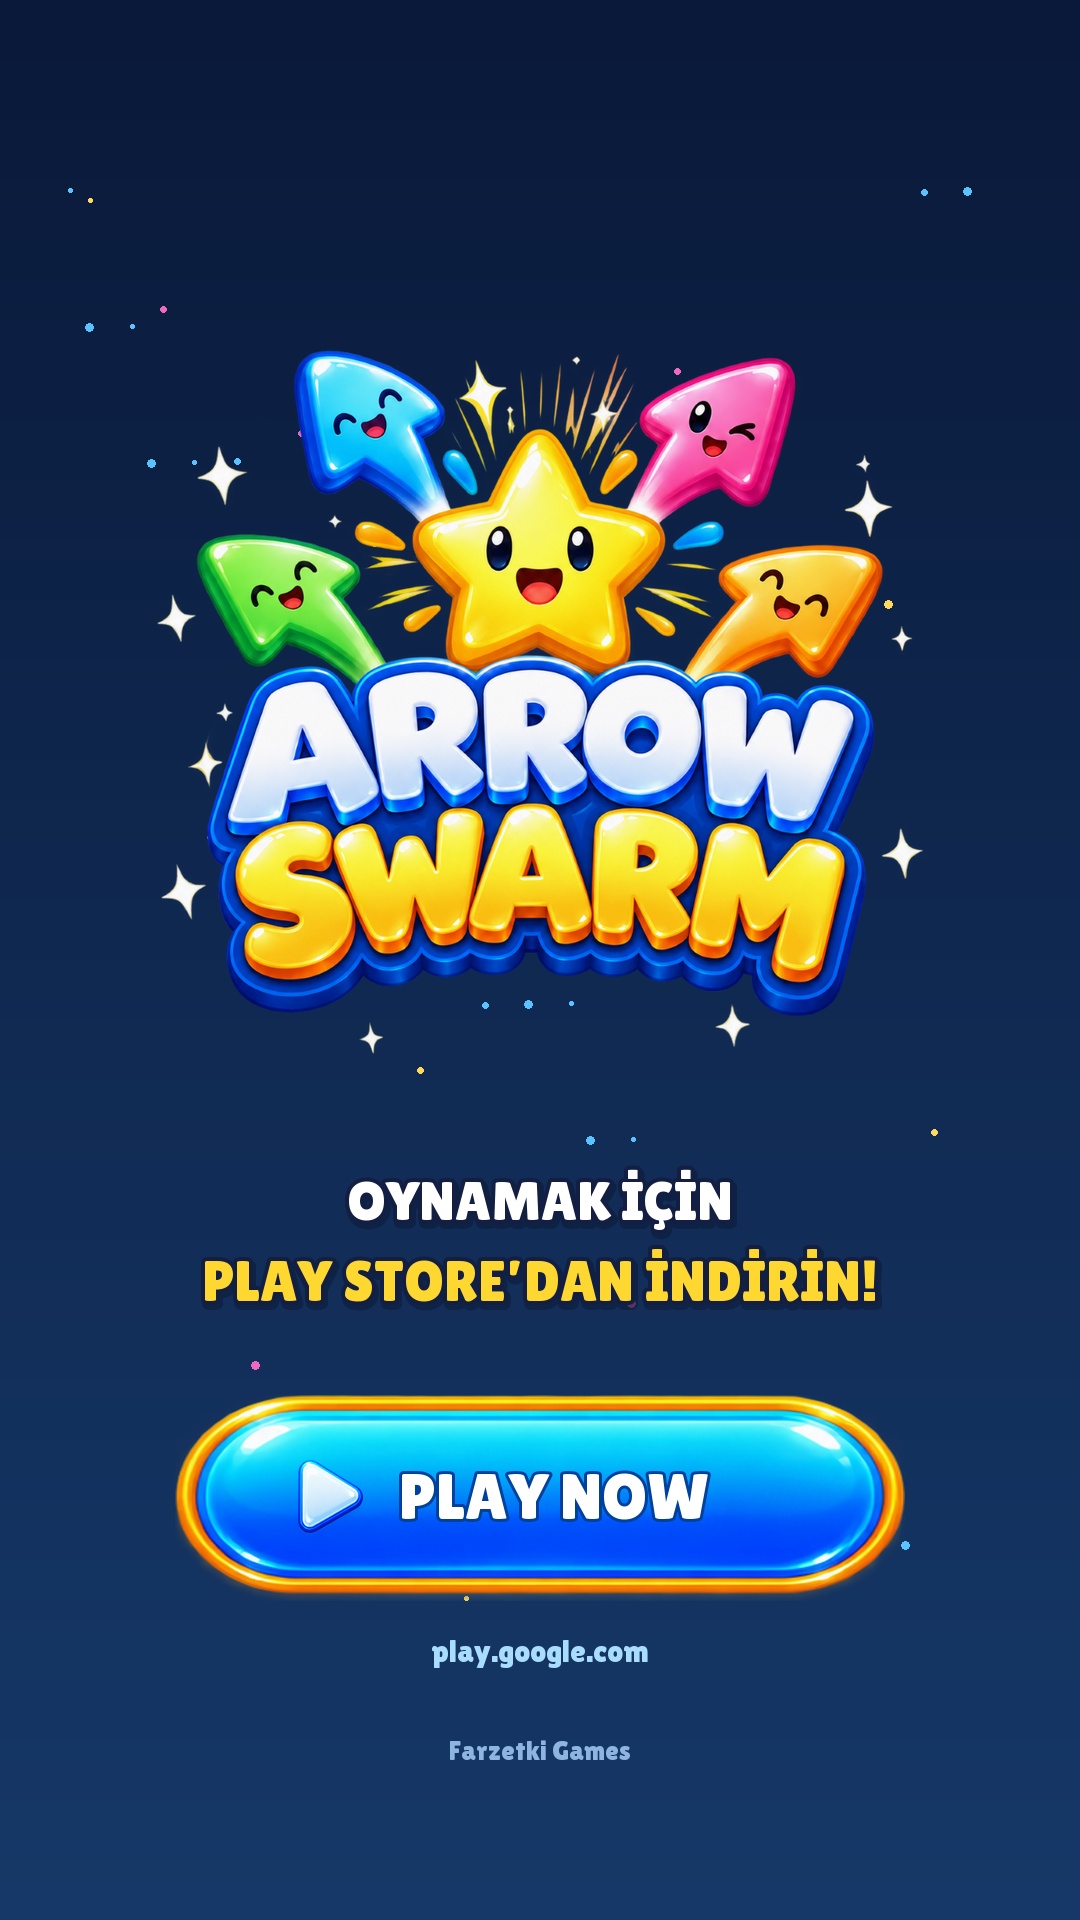 ARROW
SWARM
OYNAMAK İÇİN
PLAY STORE'DAN İNDİRİN!
PLAY NOW
play.google.com
Farzetki Games